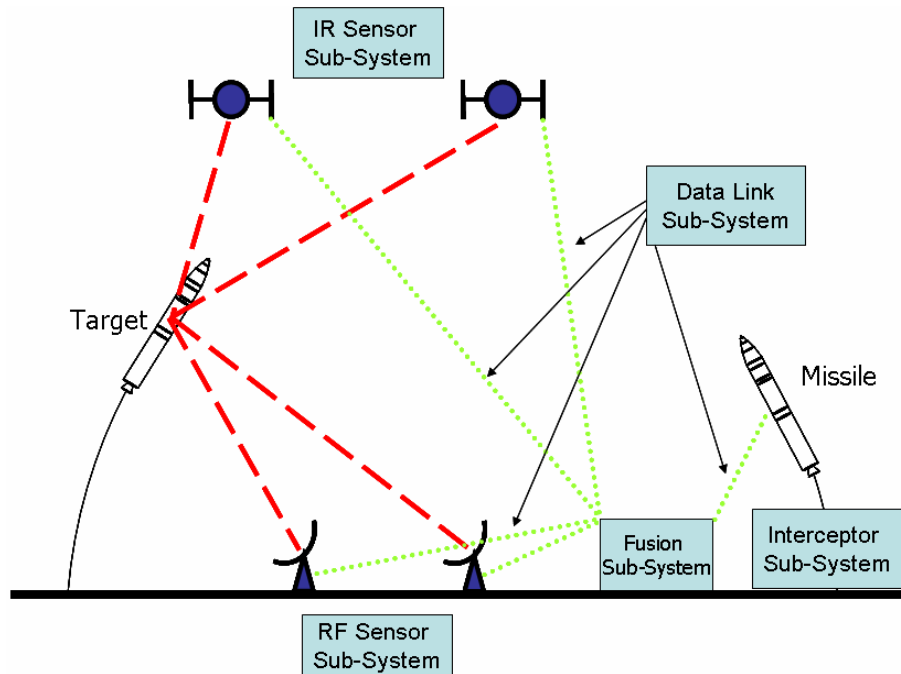 IR Sensor
Sub-System
Data Link
Sub-System
Target
Missile
Fusion
Sub-System
Interceptor
Sub-System
RF Sensor
Sub-System